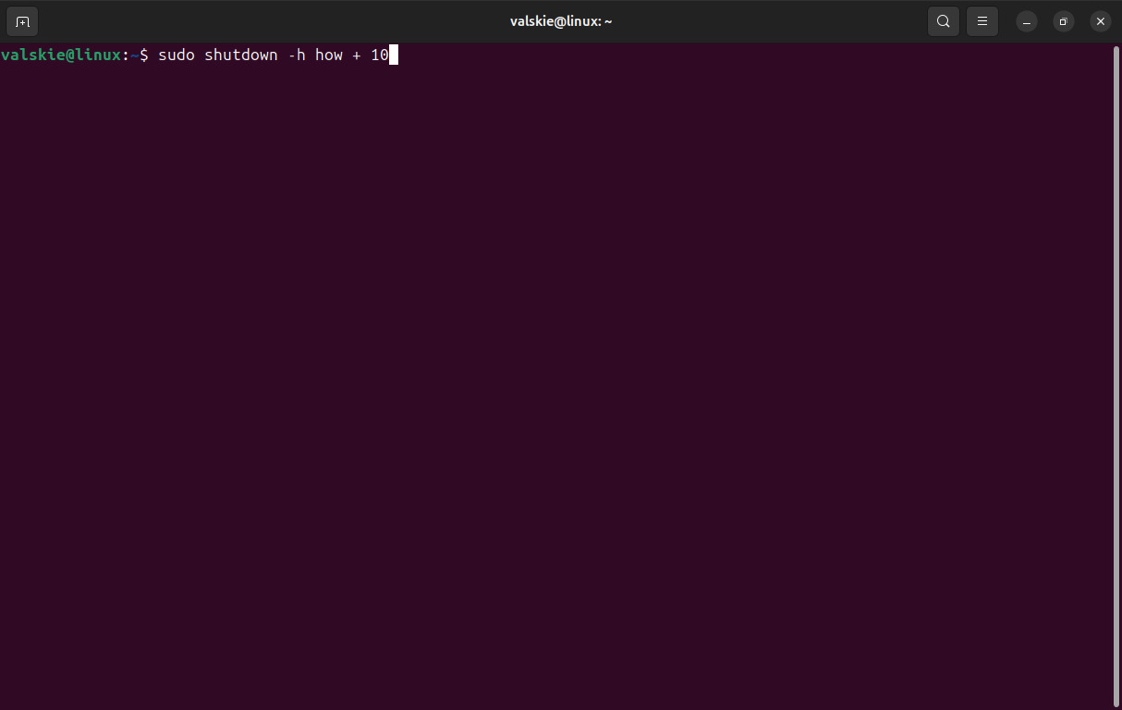 valskie@linux: ~
valskie@linux:~$ sudo shutdown -h how + 10